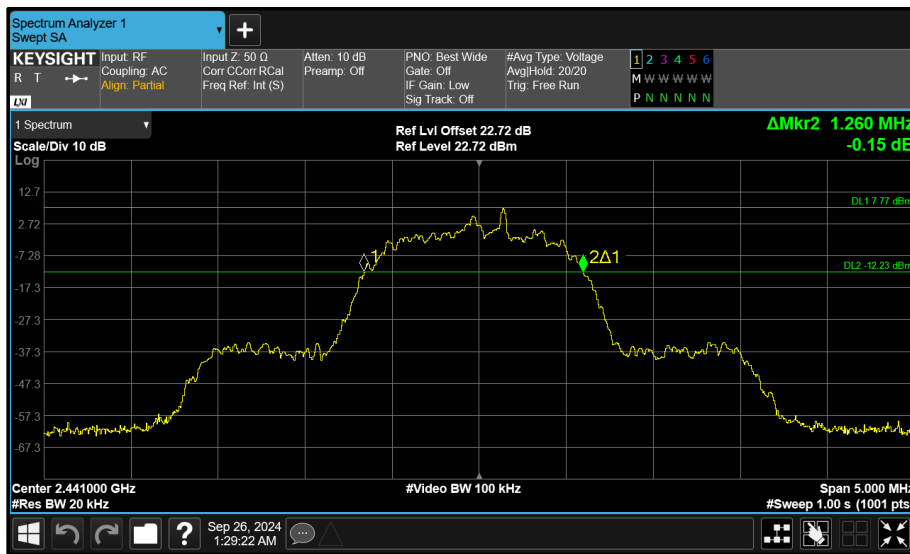 Spectrum Analyzer 1
Swept SA
+
KEYSIGHT
R T
LXI
Input: RF
Coupling: AC
Align: Partial
Input Z: 50 Ω
Corr CCorr RCal
Freq Ref: Int (S)
Atten: 10 dB
Preamp: Off
PNO: Best Wide
Gate: Off
IF Gain: Low
Sig Track: Off
#Avg Type: Voltage
Avg|Hold: 20/20
Trig: Free Run
1 2 3 4 5 6
M W W W W W
P N N N N N
1 Spectrum
Scale/Div 10 dB
Ref Lvl Offset 22.72 dB
Ref Level 22.72 dBm
ΔMkr2 1.260 MHz
-0.15 dB
Log
12.7
DL1 7.77 dBm
2.72
-7.28
1
2Δ1
DL2 -12.23 dBm
-17.3
-27.3
-37.3
-47.3
-57.3
-67.3
Center 2.441000 GHz
#Video BW 100 kHz
Span 5.000 MHz
#Res BW 20 kHz
#Sweep 1.00 s (1001 pts
?
Sep 26, 2024
1:29:22 AM